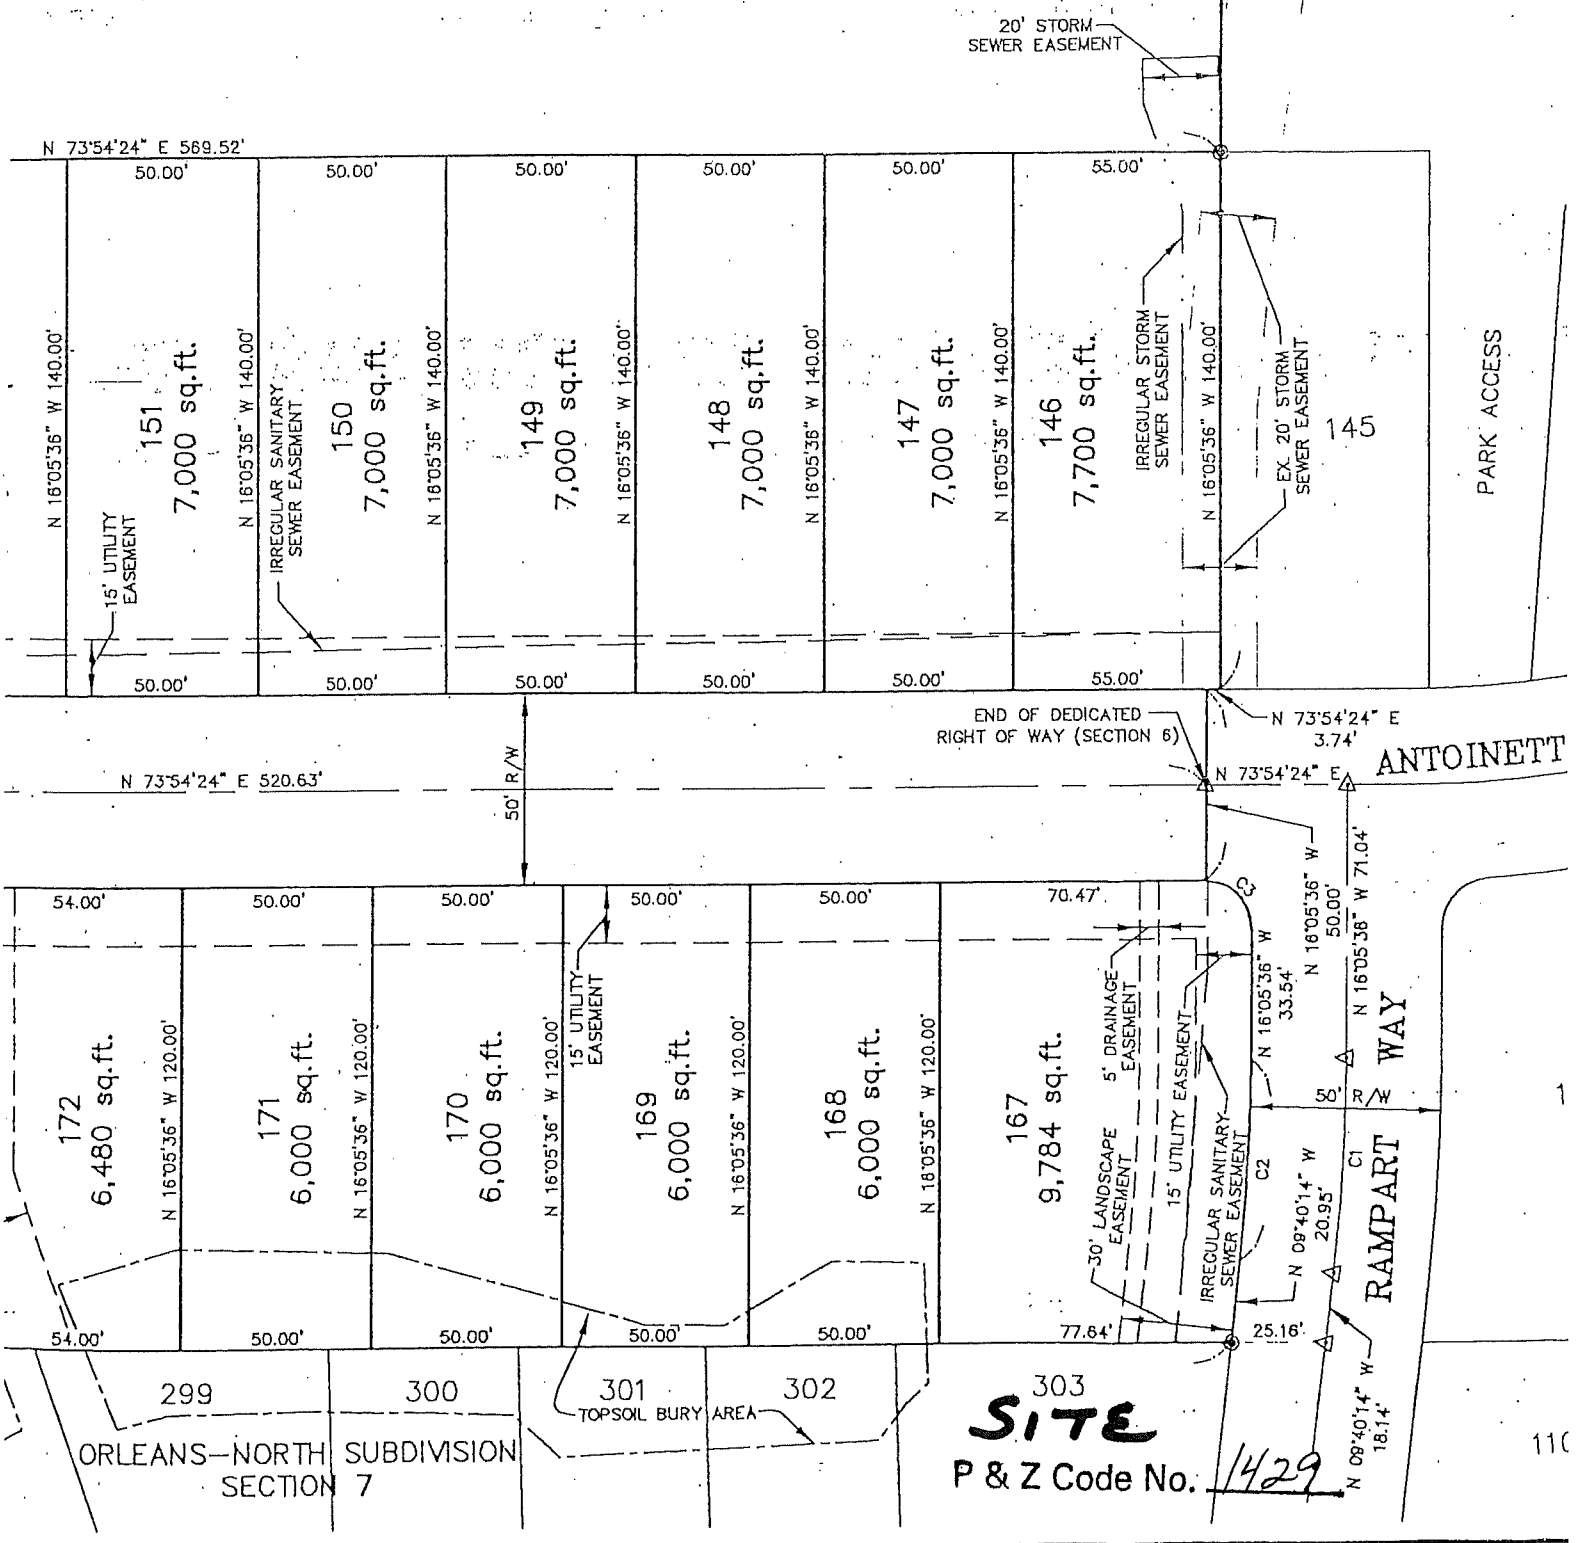 20' STORM
SEWER EASEMENT
N 73°54'24" E 569.52'
50.00'
50.00'
50.00'
50.00'
50.00'
55.00'
N 16°05'36" W 140.00'
151
7,000 sq.ft.
N 16°05'36" W 140.00'
IRREGULAR SANITARY
SEWER EASEMENT
150
7,000 sq.ft.
N 16°05'36" W 140.00'
149
7,000 sq.ft.
N 16°05'36" W 140.00'
148
7,000 sq.ft.
N 16°05'36" W 140.00'
147
7,000 sq.ft.
N 16°05'36" W 140.00'
146
7,700 sq.ft.
IRREGULAR STORM
SEWER EASEMENT
N 16°05'36" W 140.00'
EX. 20' STORM
SEWER EASEMENT
145
PARK ACCESS
15' UTILITY
EASEMENT
50.00'
50.00'
50.00'
50.00'
50.00'
55.00'
END OF DEDICATED
RIGHT OF WAY (SECTION 6)
N 73°54'24" E
3.74'
ANTOINETT
N 73°54'24" E 520.63'
50' R/W
N 73°54'24" E
54.00'
50.00'
50.00'
50.00'
50.00'
70.47'
C3
N 16°05'36" W
50.00'
N 16°05'36" W 71.04'
172
6,480 sq.ft.
N 16°05'36" W 120.00'
171
6,000 sq.ft.
N 16°05'36" W 120.00'
170
6,000 sq.ft.
N 16°05'36" W 120.00'
15' UTILITY
EASEMENT
169
6,000 sq.ft.
N 16°05'36" W 120.00'
168
6,000 sq.ft.
N 16°05'36" W 120.00'
167
9,784 sq.ft.
5' DRAINAGE
EASEMENT
30' LANDSCAPE
EASEMENT
15' UTILITY EASEMENT
IRREGULAR SANITARY
SEWER EASEMENT
N 16°05'36" W
33.54'
C2
N 09°40'14" W
20.95'
50' R/W
C1
RAMPART WAY
1
54.00'
50.00'
50.00'
50.00'
50.00'
77.64'
25.16'
N 09°40'14" W
18.14'
299
300
301
302
303
TOPSOIL BURY AREA
ORLEANS-NORTH SUBDIVISION
SECTION 7
SITE
P & Z Code No. 1429
110